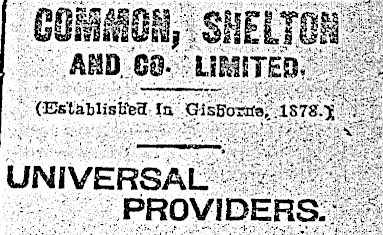 COMMON, SHELTON
AND CO. LIMITED.
(Established in Gisborne, 1878.)
UNIVERSAL
PROVIDERS.